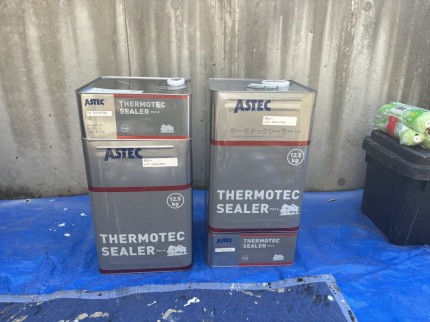 ASTEC
THERMOTEC
SEALER
ASTEC
12.5
kg
THERMOTEC
SEALER
ASTEC
サーモテックシーラー
12.5
kg
THERMOTEC
SEALER
ASTEC
THERMOTEC
SEALER